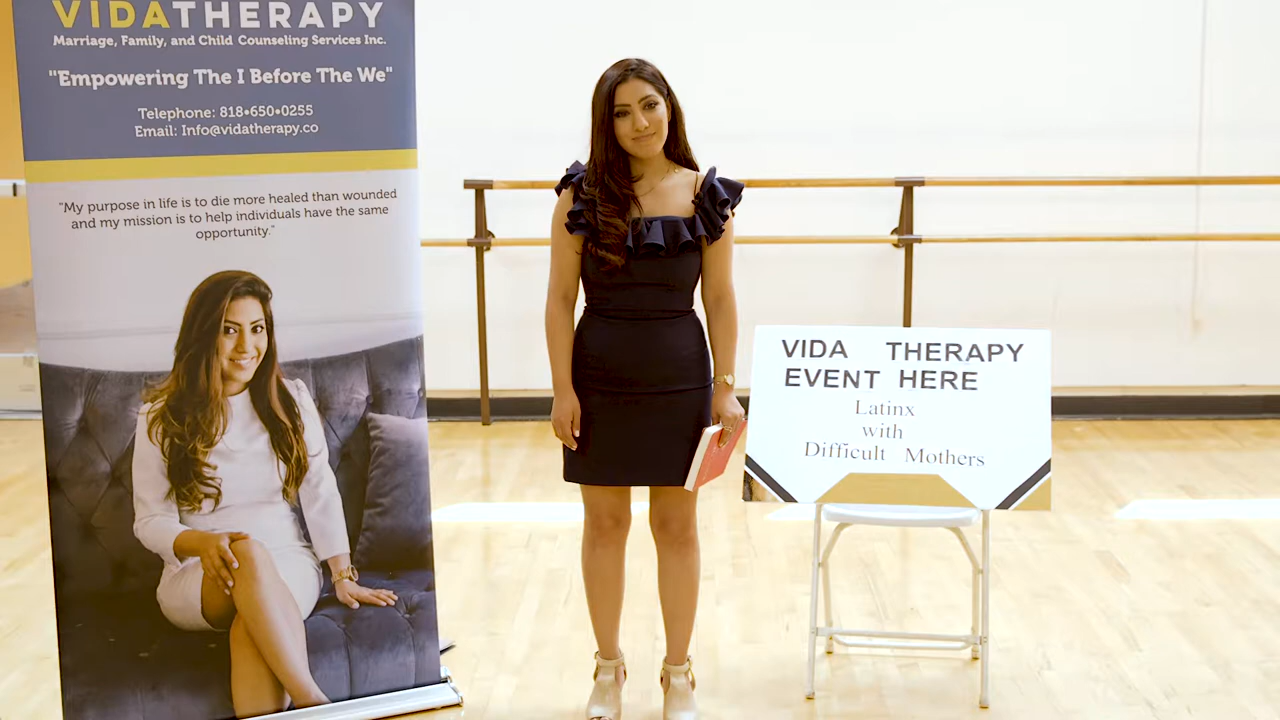 VIDATHERAPY
Marriage, Family, and Child Counseling Services Inc.
"Empowering The I Before The We"
Telephone: 818•650•0255
Email: Info@vidatherapy.co
"My purpose in life is to die more healed than wounded
and my mission is to help individuals have the same
opportunity."
VIDA THERAPY
EVENT HERE
Latinx
with
Difficult Mothers